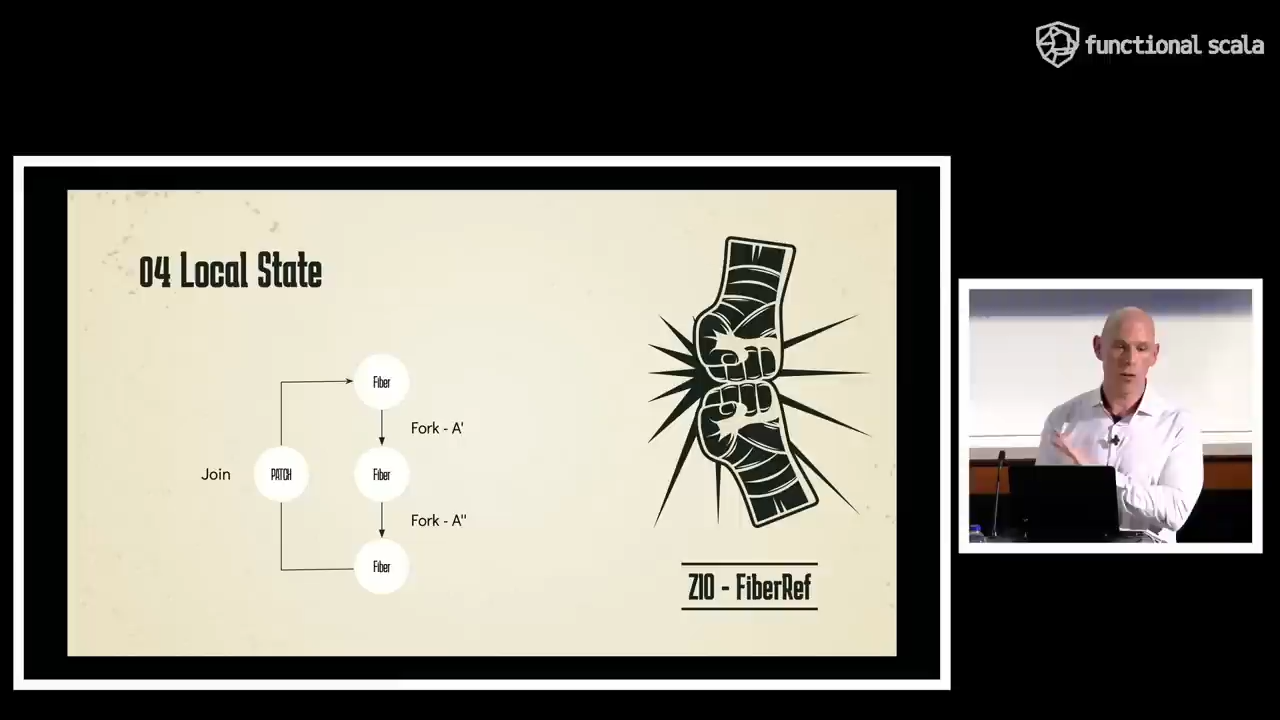 functional scala
04 Local State
Fiber
Fork - A'
Join
PATCH
Fiber
Fork - A''
Fiber
ZIO - FiberRef